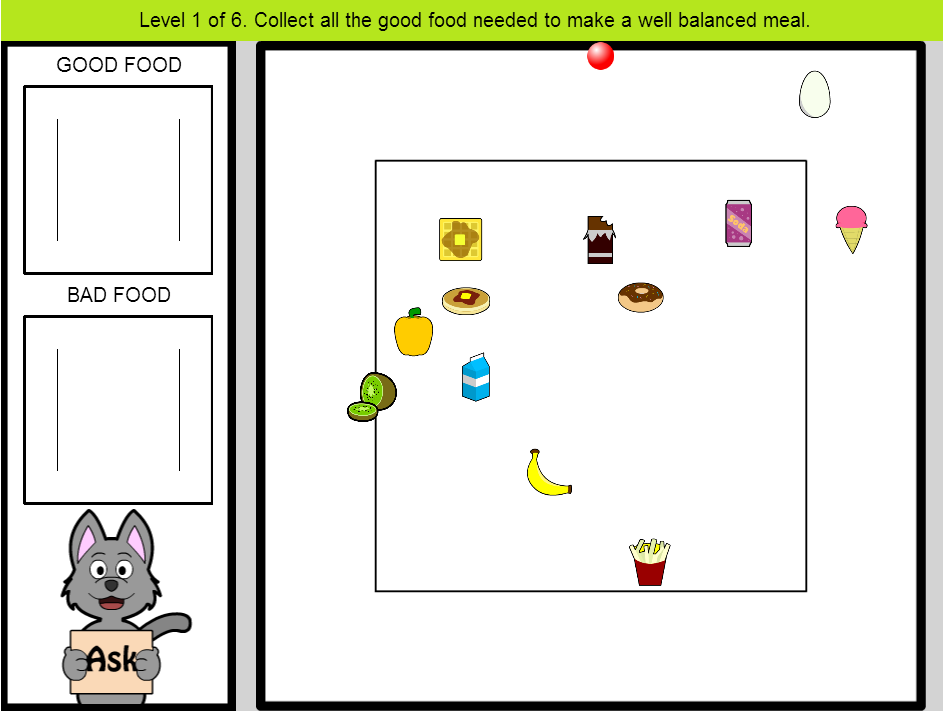 Level 1 of 6. Collect all the good food needed to make a well balanced meal.
GOOD FOOD
Soda
BAD FOOD
Ask